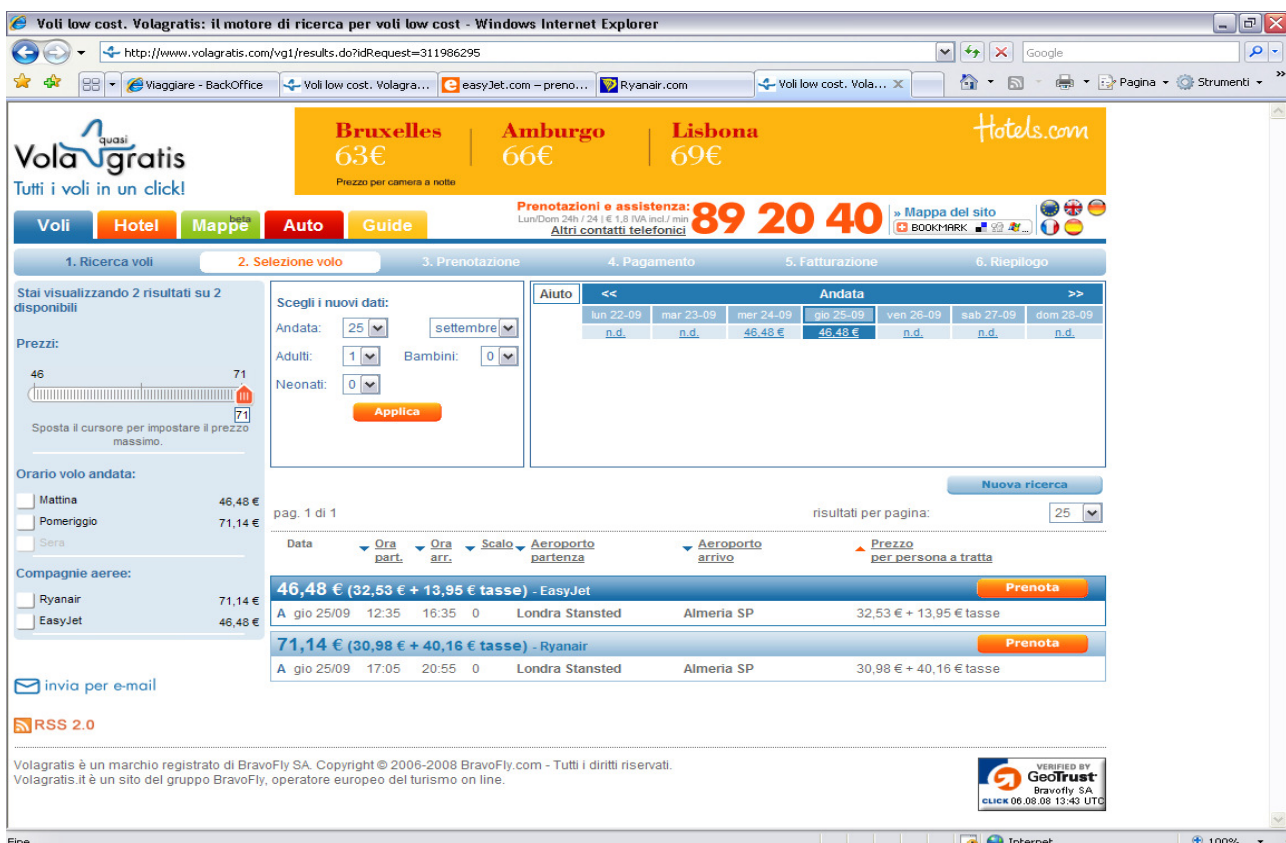 Voli low cost. Volagratis: il motore di ricerca per voli low cost - Windows Internet Explorer
http://www.volagratis.com/vg1/results.do?idRequest=311986295
Google
Viaggiare - BackOffice
Voli low cost. Volagra...
easyJet.com – preno...
Ryanair.com
Voli low cost. Vola...
Pagina
Strumenti
quasi
Vola gratis
Tutti i voli in un click!
Bruxelles Amburgo Lisbona
63€ 66€ 69€
Prezzo per camera a notte
Hotels.com
Voli Hotel Mappe beta Auto Guide
Prenotazioni e assistenza:
Lun/Dom 24h / 24 | € 1,8 IVA incl./ min
Altri contatti telefonici
89 20 40
» Mappa del sito
BOOKMARK
1. Ricerca voli 2. Selezione volo 3. Prenotazione 4. Pagamento 5. Fatturazione 6. Riepilogo
Stai visualizzando 2 risultati su 2
disponibili
Prezzi:
46 71
71
Sposta il cursore per impostare il prezzo
massimo.
Orario volo andata:
Mattina 46,48 €
Pomeriggio 71,14 €
Sera
Compagnie aeree:
Ryanair 71,14 €
EasyJet 46,48 €
invia per e-mail
RSS 2.0
Scegli i nuovi dati:
Andata: 25 settembre
Adulti: 1 Bambini: 0
Neonati: 0
Applica
Aiuto << Andata >>
lun 22-09 mar 23-09 mer 24-09 gio 25-09 ven 26-09 sab 27-09 dom 28-09
n.d. n.d. 46,48 € 46,48 € n.d. n.d. n.d.
Nuova ricerca
pag. 1 di 1 risultati per pagina: 25
Data Ora part. Ora arr. Scalo Aeroporto partenza Aeroporto arrivo Prezzo per persona a tratta
46,48 € (32,53 € + 13,95 € tasse) - EasyJet Prenota
A gio 25/09 12:35 16:35 0 Londra Stansted Almeria SP 32,53 € + 13,95 € tasse
71,14 € (30,98 € + 40,16 € tasse) - Ryanair Prenota
A gio 25/09 17:05 20:55 0 Londra Stansted Almeria SP 30,98 € + 40,16 € tasse
Volagratis è un marchio registrato di BravoFly SA. Copyright © 2006-2008 BravoFly.com - Tutti i diritti riservati.
Volagratis.it è un sito del gruppo BravoFly, operatore europeo del turismo on line.
VERIFIED BY
GeoTrust
Bravofly SA
CLICK 06.08.08 13:43 UTC
Fine
Internet
100%